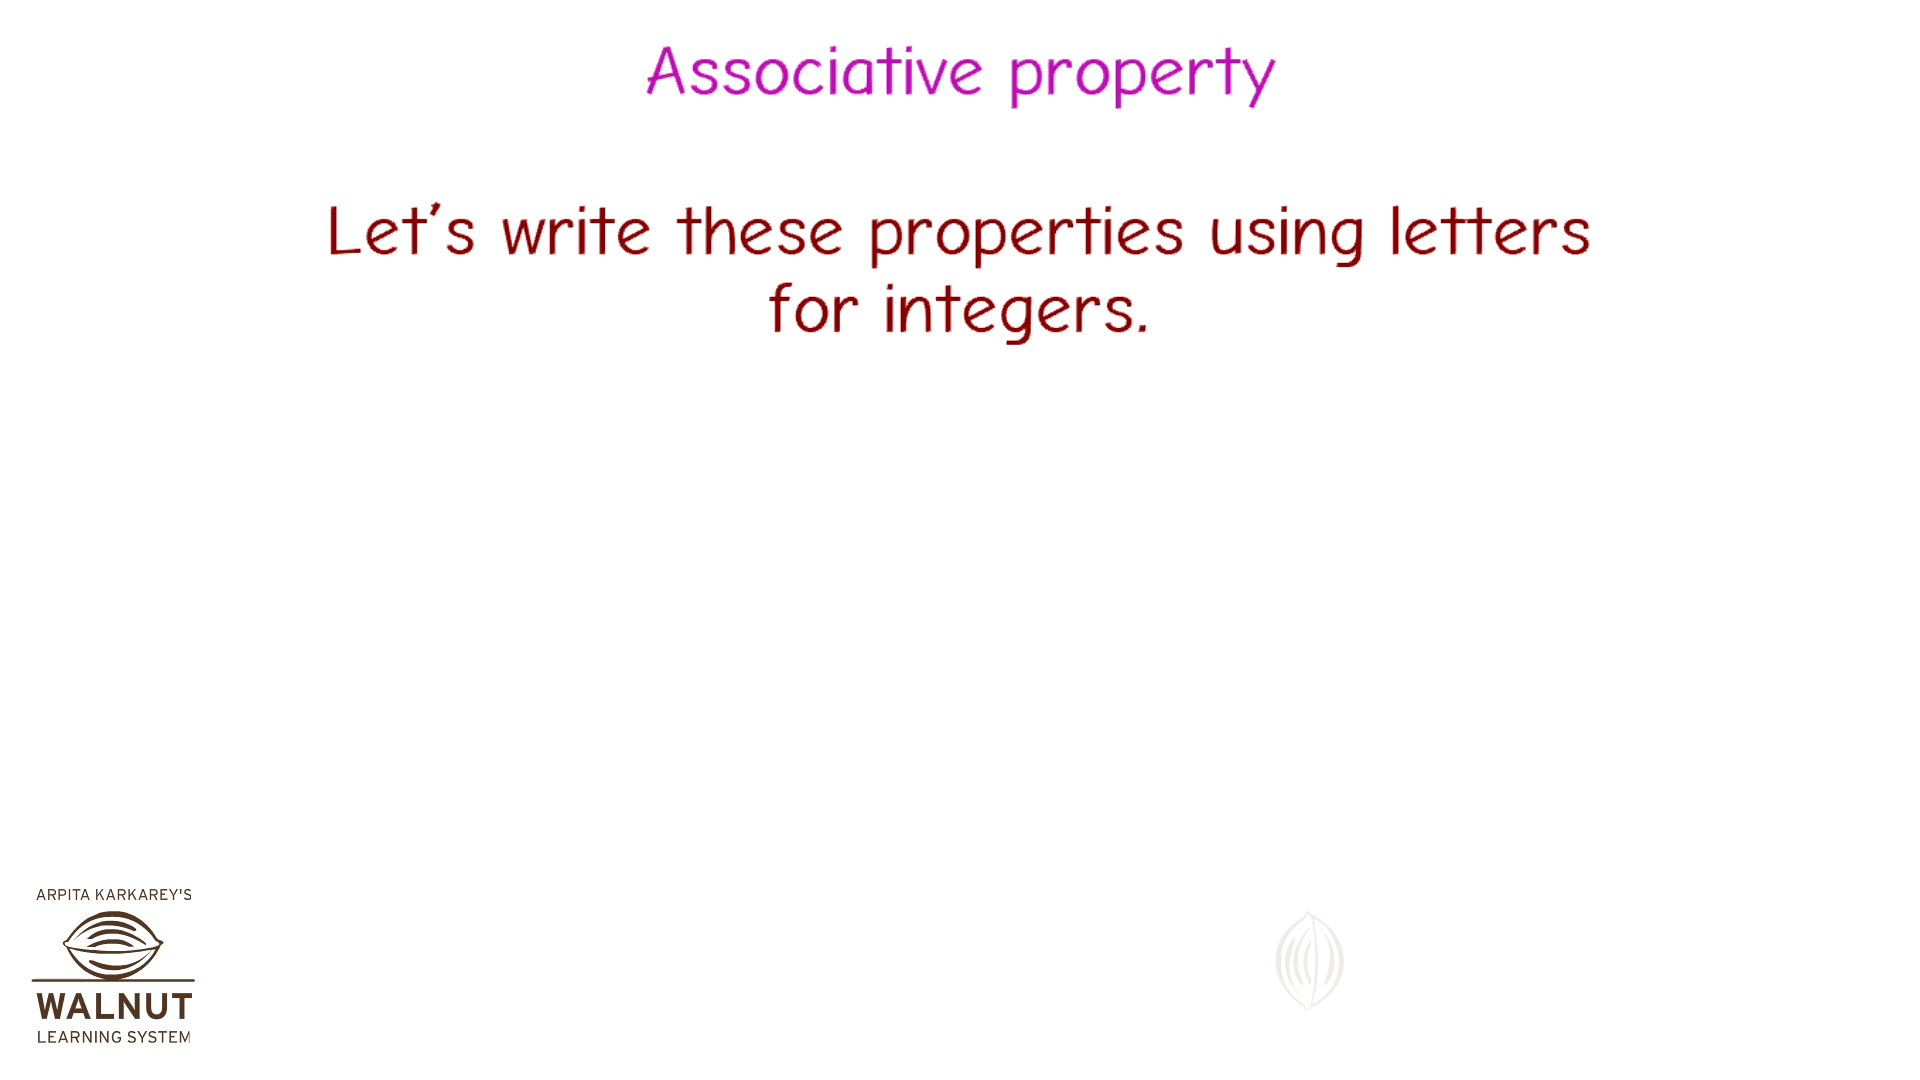 Associative property
Let's write these properties using letters
for integers.
ARPITA KARKAREY'S
WALNUT
LEARNING SYSTEM